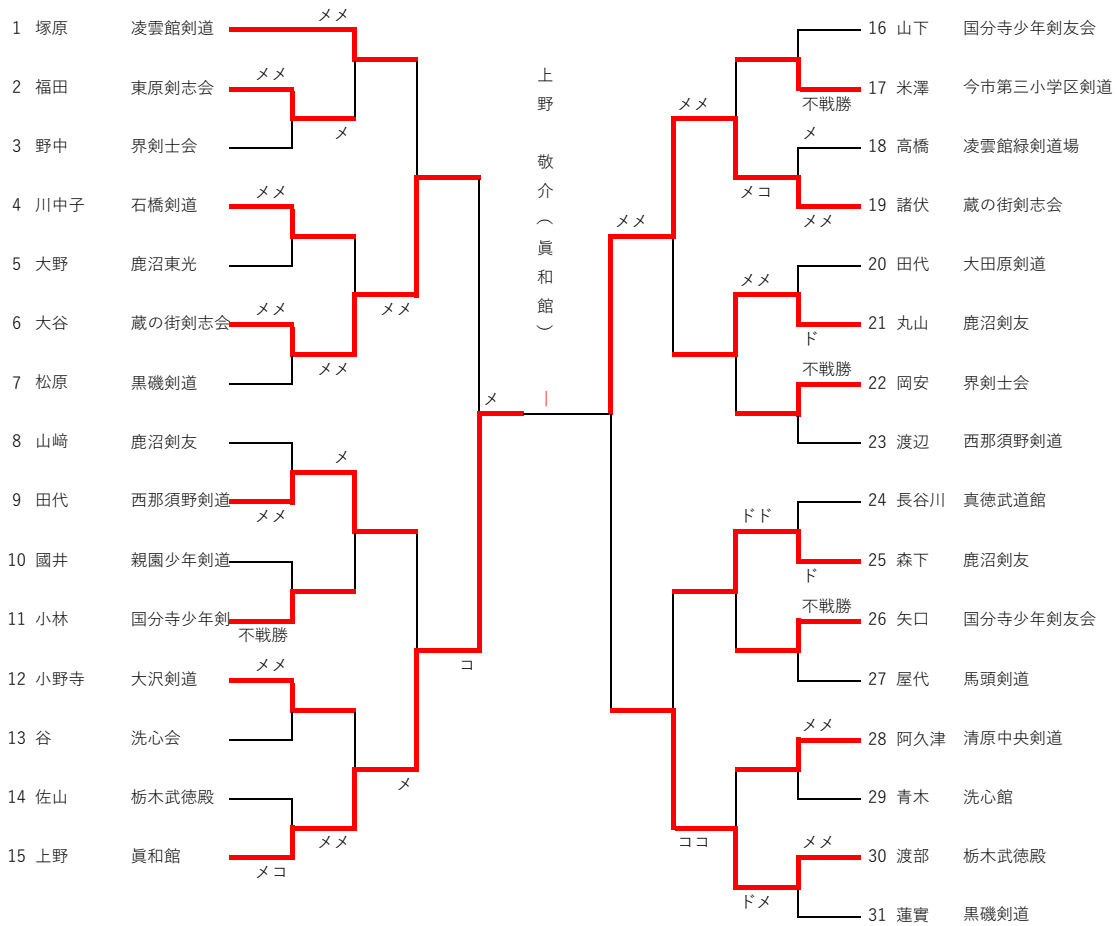 メメ
1 塚原 凌雲館剣道
メメ
2 福田 東原剣志会
メ
3 野中 界剣士会
メメ
4 川中子 石橋剣道
5 大野 鹿沼東光
メメ
メメ
6 大谷 蔵の街剣志会
メメ
7 松原 黒磯剣道
メ
8 山﨑 鹿沼剣友
メ
9 田代 西那須野剣道
メメ
10 國井 親園少年剣道
11 小林 国分寺少年剣
不戦勝
コ
メメ
12 小野寺 大沢剣道
13 谷 洗心会
メ
14 佐山 栃木武徳殿
メメ
15 上野 眞和館
メコ
上野 敬介(眞和館)
16 山下 国分寺少年剣友会
17 米澤 今市第三小学区剣道
不戦勝
メメ
メ
18 高橋 凌雲館緑剣道場
メコ
19 諸伏 蔵の街剣志会
メメ
メメ
20 田代 大田原剣道
メメ
21 丸山 鹿沼剣友
ド
不戦勝
22 岡安 界剣士会
23 渡辺 西那須野剣道
24 長谷川 真徳武道館
ドド
25 森下 鹿沼剣友
ド
不戦勝
26 矢口 国分寺少年剣友会
27 屋代 馬頭剣道
メメ
28 阿久津 清原中央剣道
29 青木 洗心館
ココ
メメ
30 渡部 栃木武徳殿
ドメ
31 蓮實 黒磯剣道